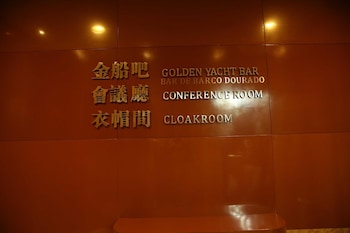 金船吧 GOLDEN YACHT BAR
BAR DE BARCO DOURADO
會議廳 CONFERENCE ROOM
衣帽間 CLOAKROOM